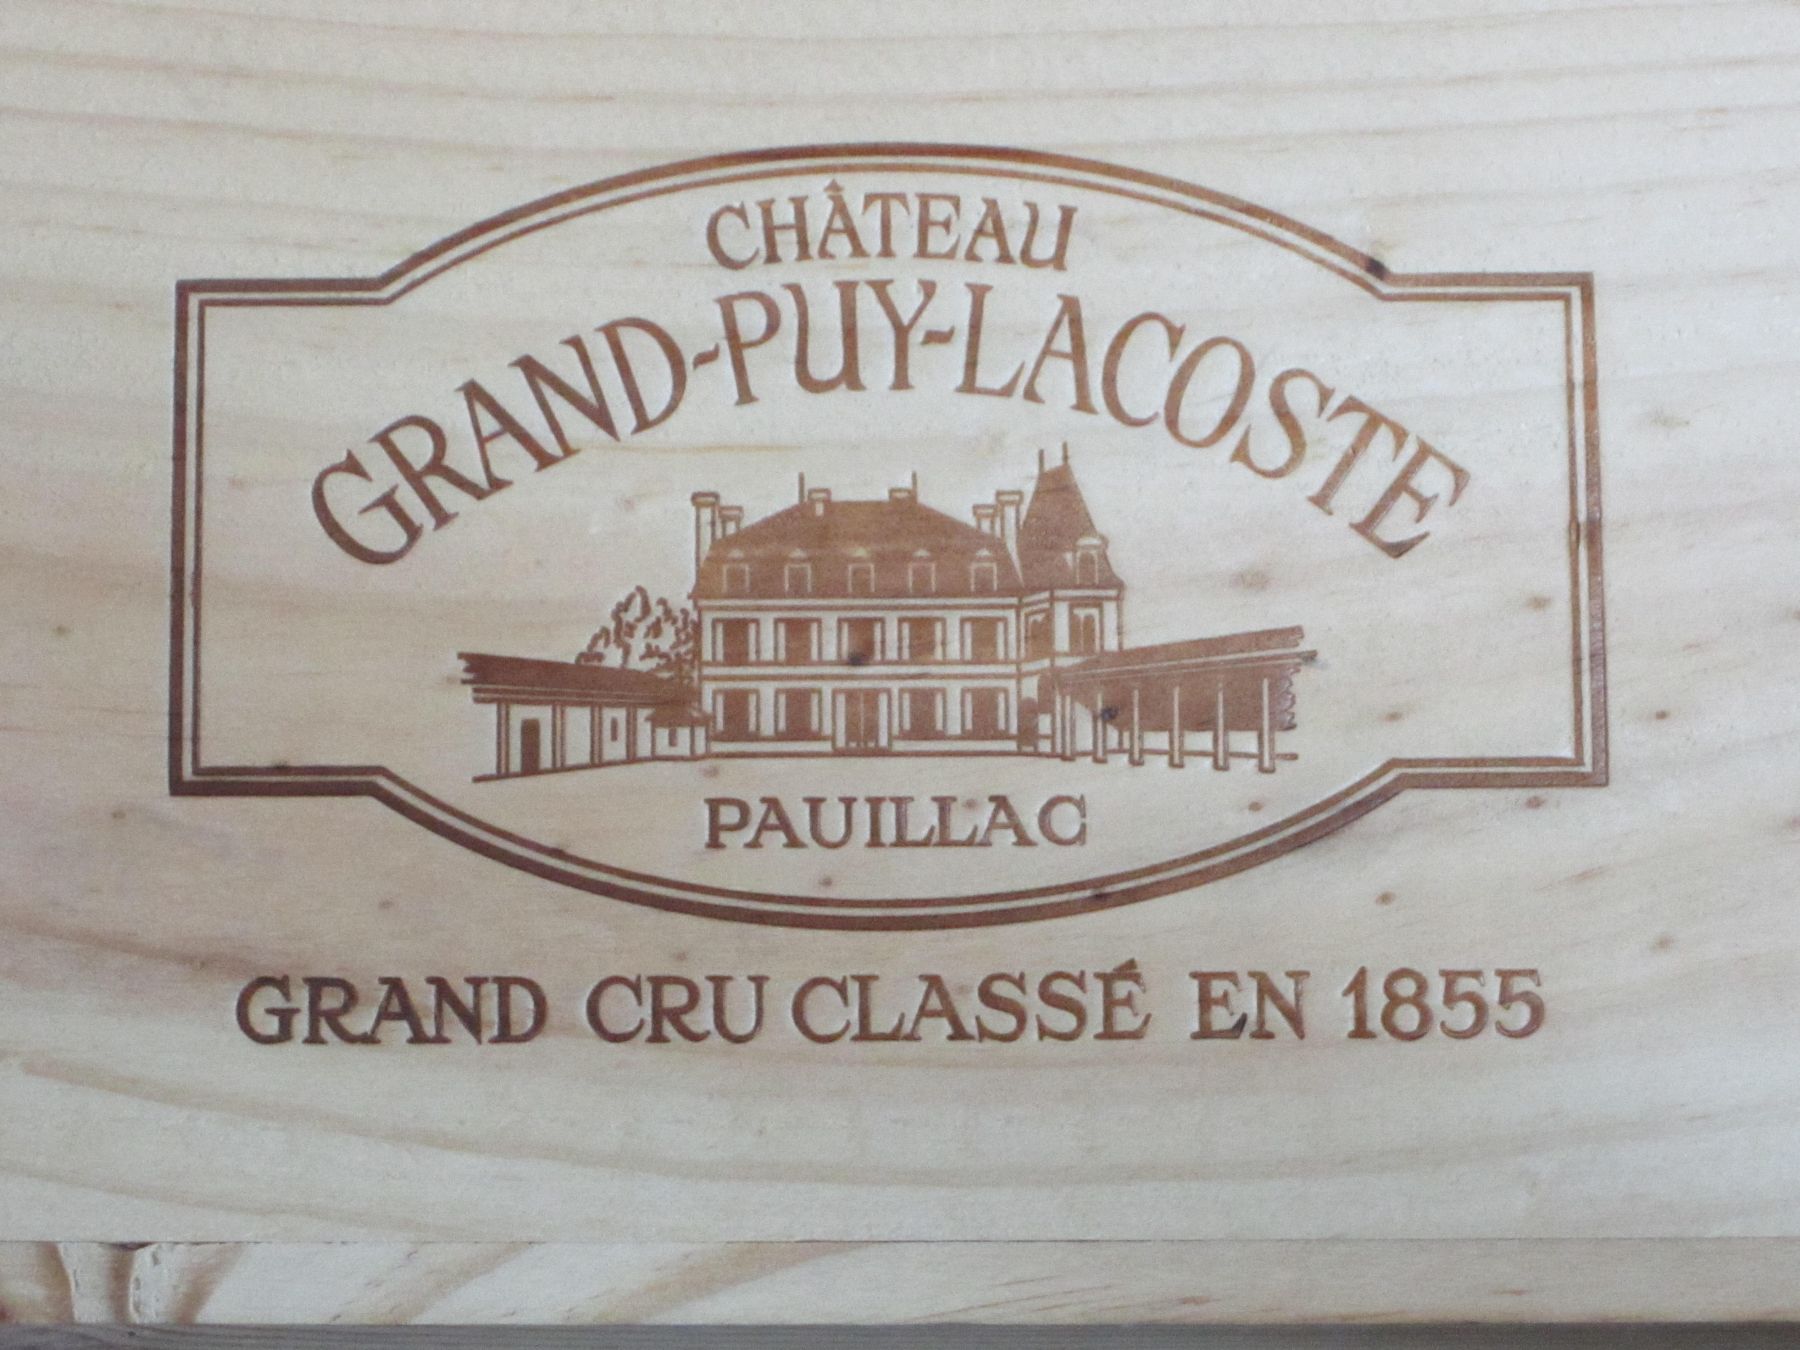 CHÂTEAU
GRAND-PUY-LACOSTE
PAUILLAC
GRAND CRU CLASSÉ EN 1855